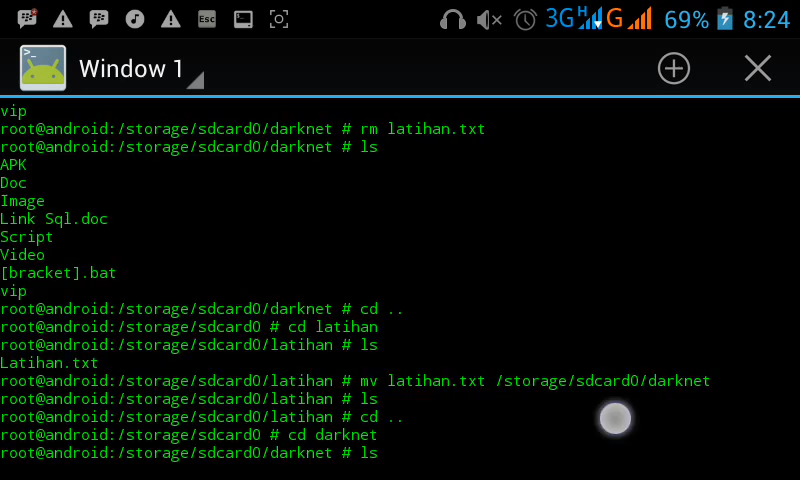 Esc
3G H G 69% 8:24
Window 1
vip
root@android:/storage/sdcard0/darknet # rm latihan.txt
root@android:/storage/sdcard0/darknet # ls
APK
Doc
Image
Link Sql.doc
Script
Video
[bracket].bat
vip
root@android:/storage/sdcard0/darknet # cd ..
root@android:/storage/sdcard0 # cd latihan
root@android:/storage/sdcard0/latihan # ls
Latihan.txt
root@android:/storage/sdcard0/latihan # mv latihan.txt /storage/sdcard0/darknet
root@android:/storage/sdcard0/latihan # ls
root@android:/storage/sdcard0/latihan # cd ..
root@android:/storage/sdcard0 # cd darknet
root@android:/storage/sdcard0/darknet # ls